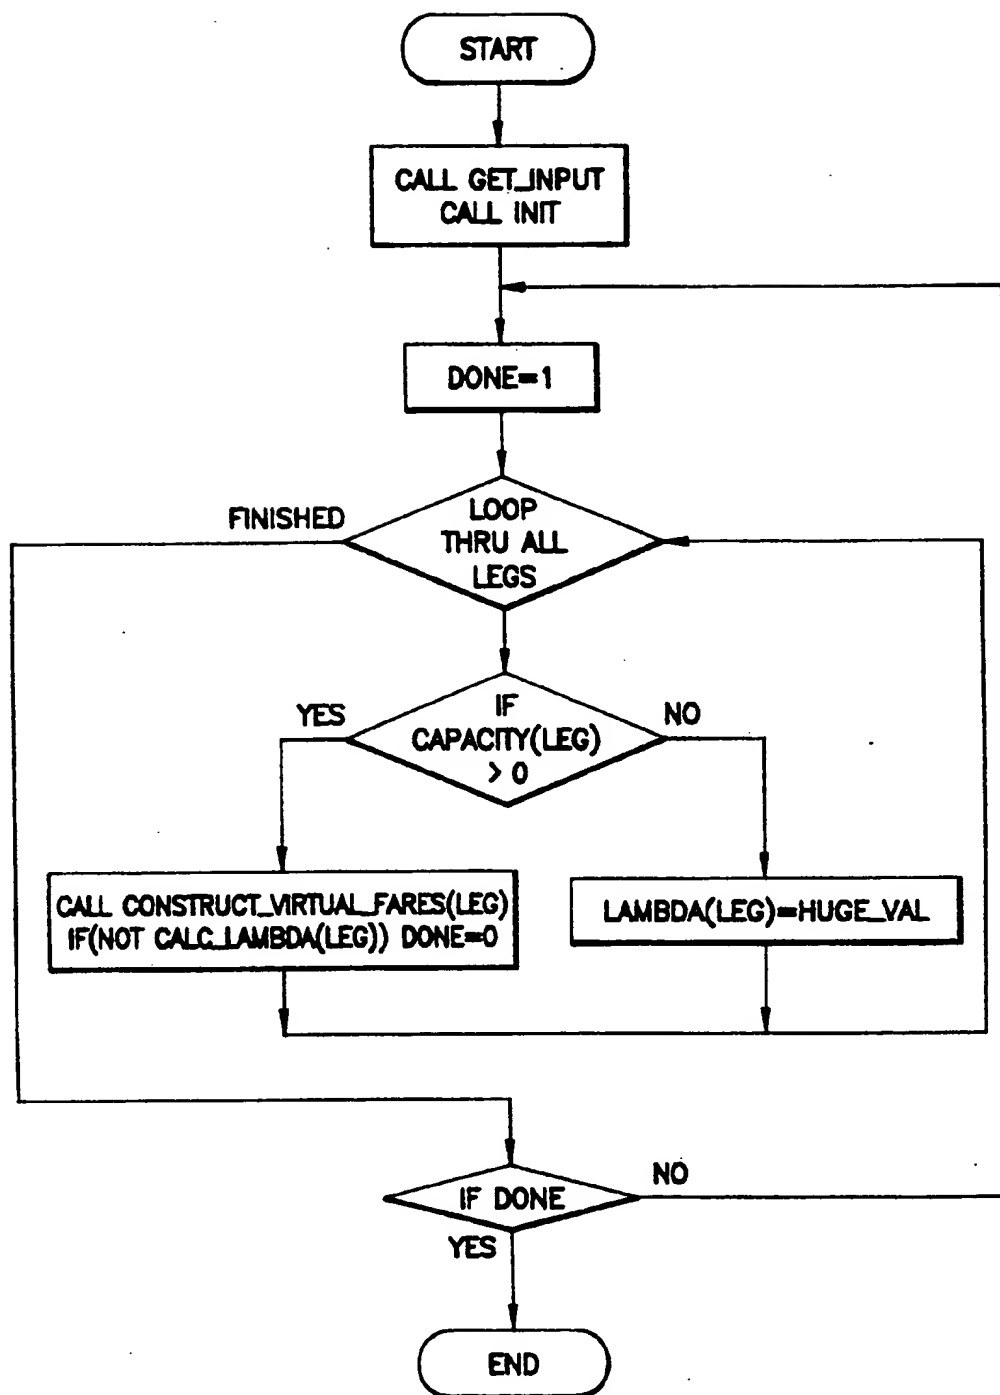 START
CALL GET_INPUT
CALL INIT
DONE=1
FINISHED
LOOP
THRU ALL
LEGS
YES
IF
CAPACITY(LEG)
> 0
NO
CALL CONSTRUCT_VIRTUAL_FARES(LEG)
IF(NOT CALC_LAMBDA(LEG)) DONE=0
LAMBDA(LEG)=HUGE_VAL
IF DONE
NO
YES
END